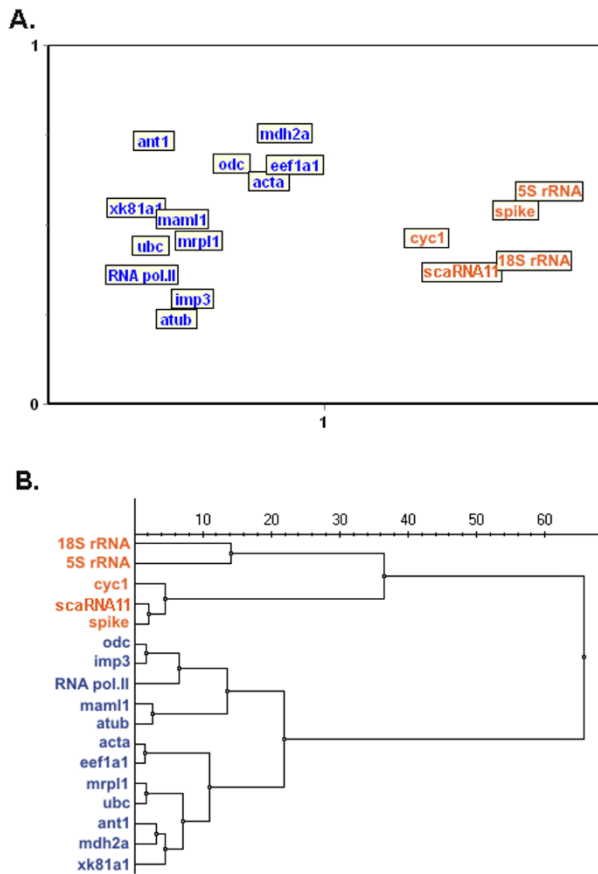 A.
1
mdh2a
ant1
odc
eef1a1
acta
5S rRNA
xk81a1
spike
maml1
mrpl1
cyc1
ubc
18S rRNA
RNA pol.II
scaRNA11
imp3
atub
0
1
B.
10 20 30 40 50 60
18S rRNA
5S rRNA
cyc1
scaRNA11
spike
odc
imp3
RNA pol.II
maml1
atub
acta
eef1a1
mrpl1
ubc
ant1
mdh2a
xk81a1